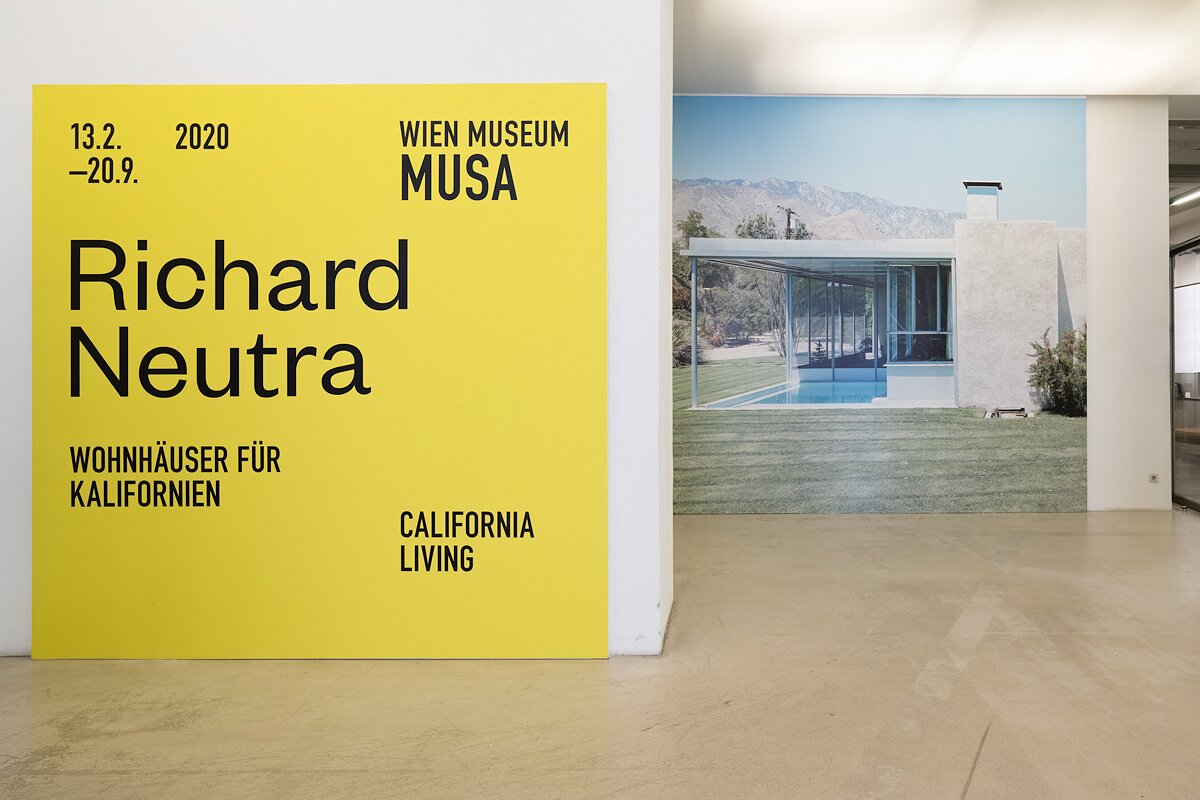 13.2. 2020
–20.9.
WIEN MUSEUM
MUSA
Richard
Neutra
WOHNHÄUSER FÜR
KALIFORNIEN
CALIFORNIA
LIVING